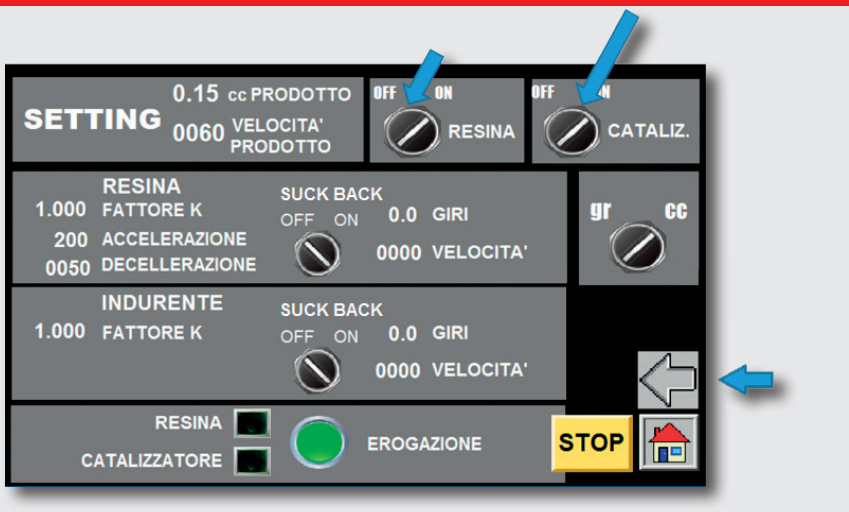 SETTING
0.15 cc PRODOTTO
0060 VELOCITA' PRODOTTO
OFF ON
RESINA
OFF
CATALIZ.
RESINA
1.000 FATTORE K
200 ACCELERAZIONE
0050 DECELLERAZIONE
SUCK BACK
OFF ON
0.0 GIRI
0000 VELOCITA'
gr cc
INDURENTE
1.000 FATTORE K
SUCK BACK
OFF ON
0.0 GIRI
0000 VELOCITA'
RESINA
CATALIZZATORE
EROGAZIONE
STOP